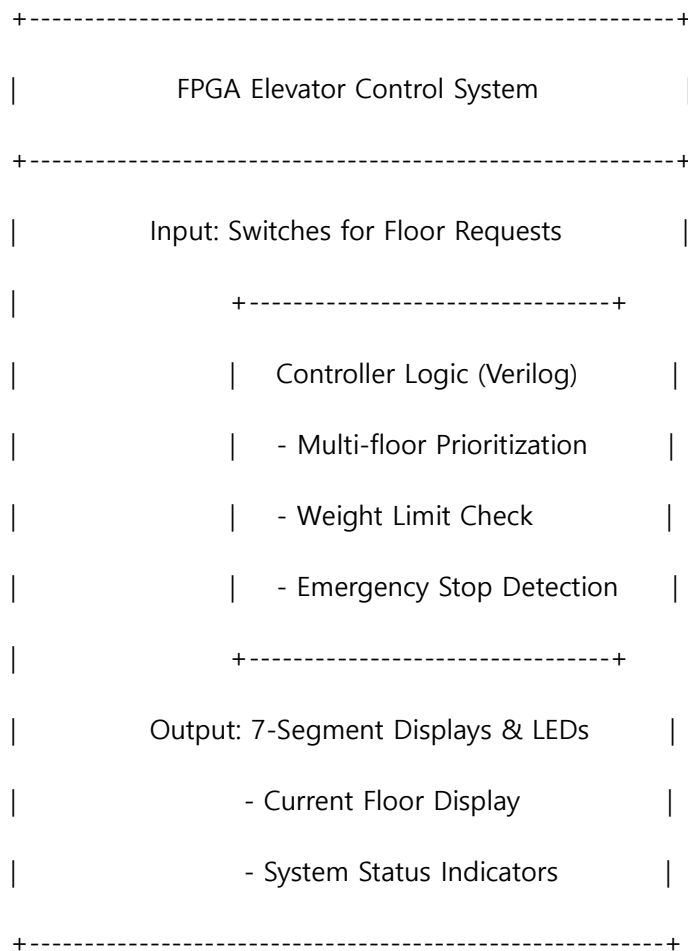 +-----------------------------------------------------------+
| FPGA Elevator Control System |
+-----------------------------------------------------------+
| Input: Switches for Floor Requests |
| +---------------------------------+
| | Controller Logic (Verilog) |
| | - Multi-floor Prioritization |
| | - Weight Limit Check |
| | - Emergency Stop Detection |
| +---------------------------------+
| Output: 7-Segment Displays & LEDs |
| - Current Floor Display |
| - System Status Indicators |
+-----------------------------------------------------------+